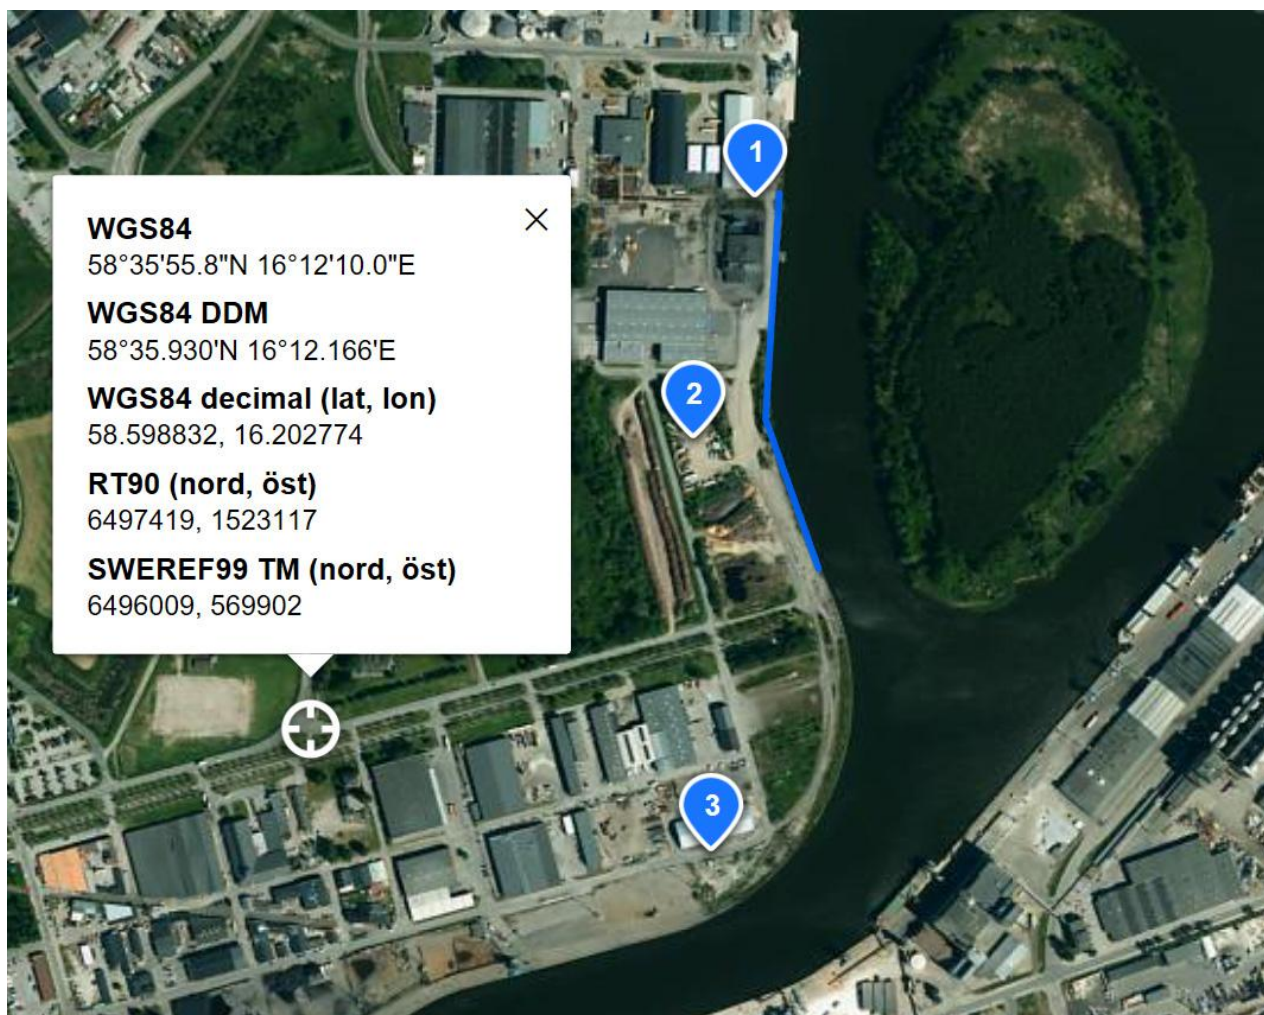 WGS84
58°35'55.8"N 16°12'10.0"E
WGS84 DDM
58°35.930'N 16°12.166'E
WGS84 decimal (lat, lon)
58.598832, 16.202774
RT90 (nord, öst)
6497419, 1523117
SWEREF99 TM (nord, öst)
6496009, 569902
1
2
3